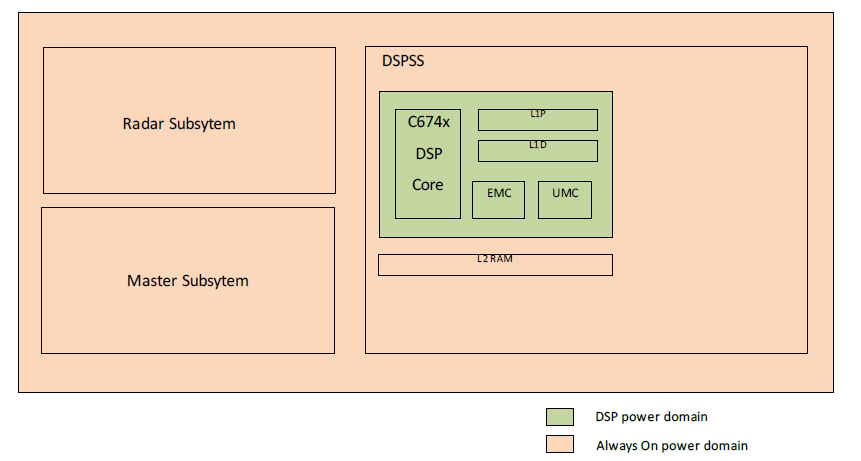 Radar Subsytem
Master Subsytem
DSPSS
C674x
DSP
Core
L1P
L1D
EMC
UMC
L2 RAM
DSP power domain
Always On power domain